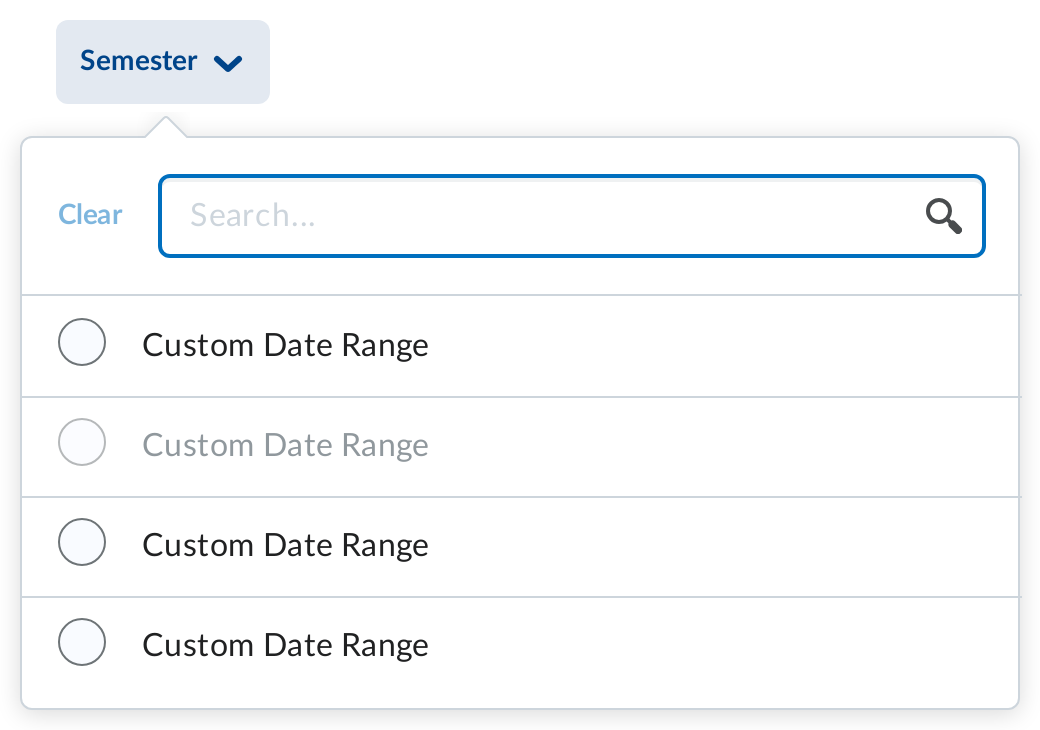 Semester
Clear
Search...
Custom Date Range
Custom Date Range
Custom Date Range
Custom Date Range